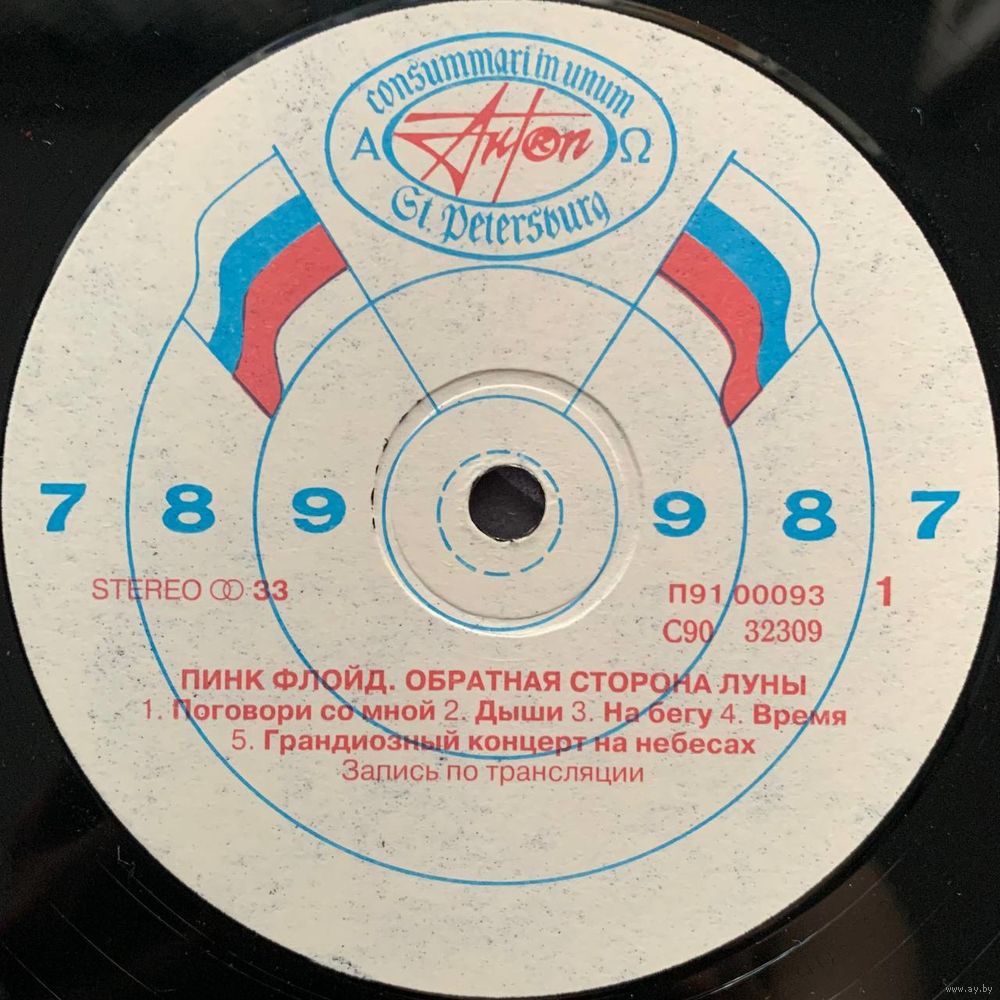 consummari in unum
Α Антоп Ω
St. Petersburg
7 8 9 9 8 7
STEREO 33 П91 00093 1
С90 32309
ПИНК ФЛОЙД. ОБРАТНАЯ СТОРОНА ЛУНЫ
1. Поговори со мной 2. Дыши 3. На бегу 4. Время
5. Грандиозный концерт на небесах
Запись по трансляции
www.ay.by